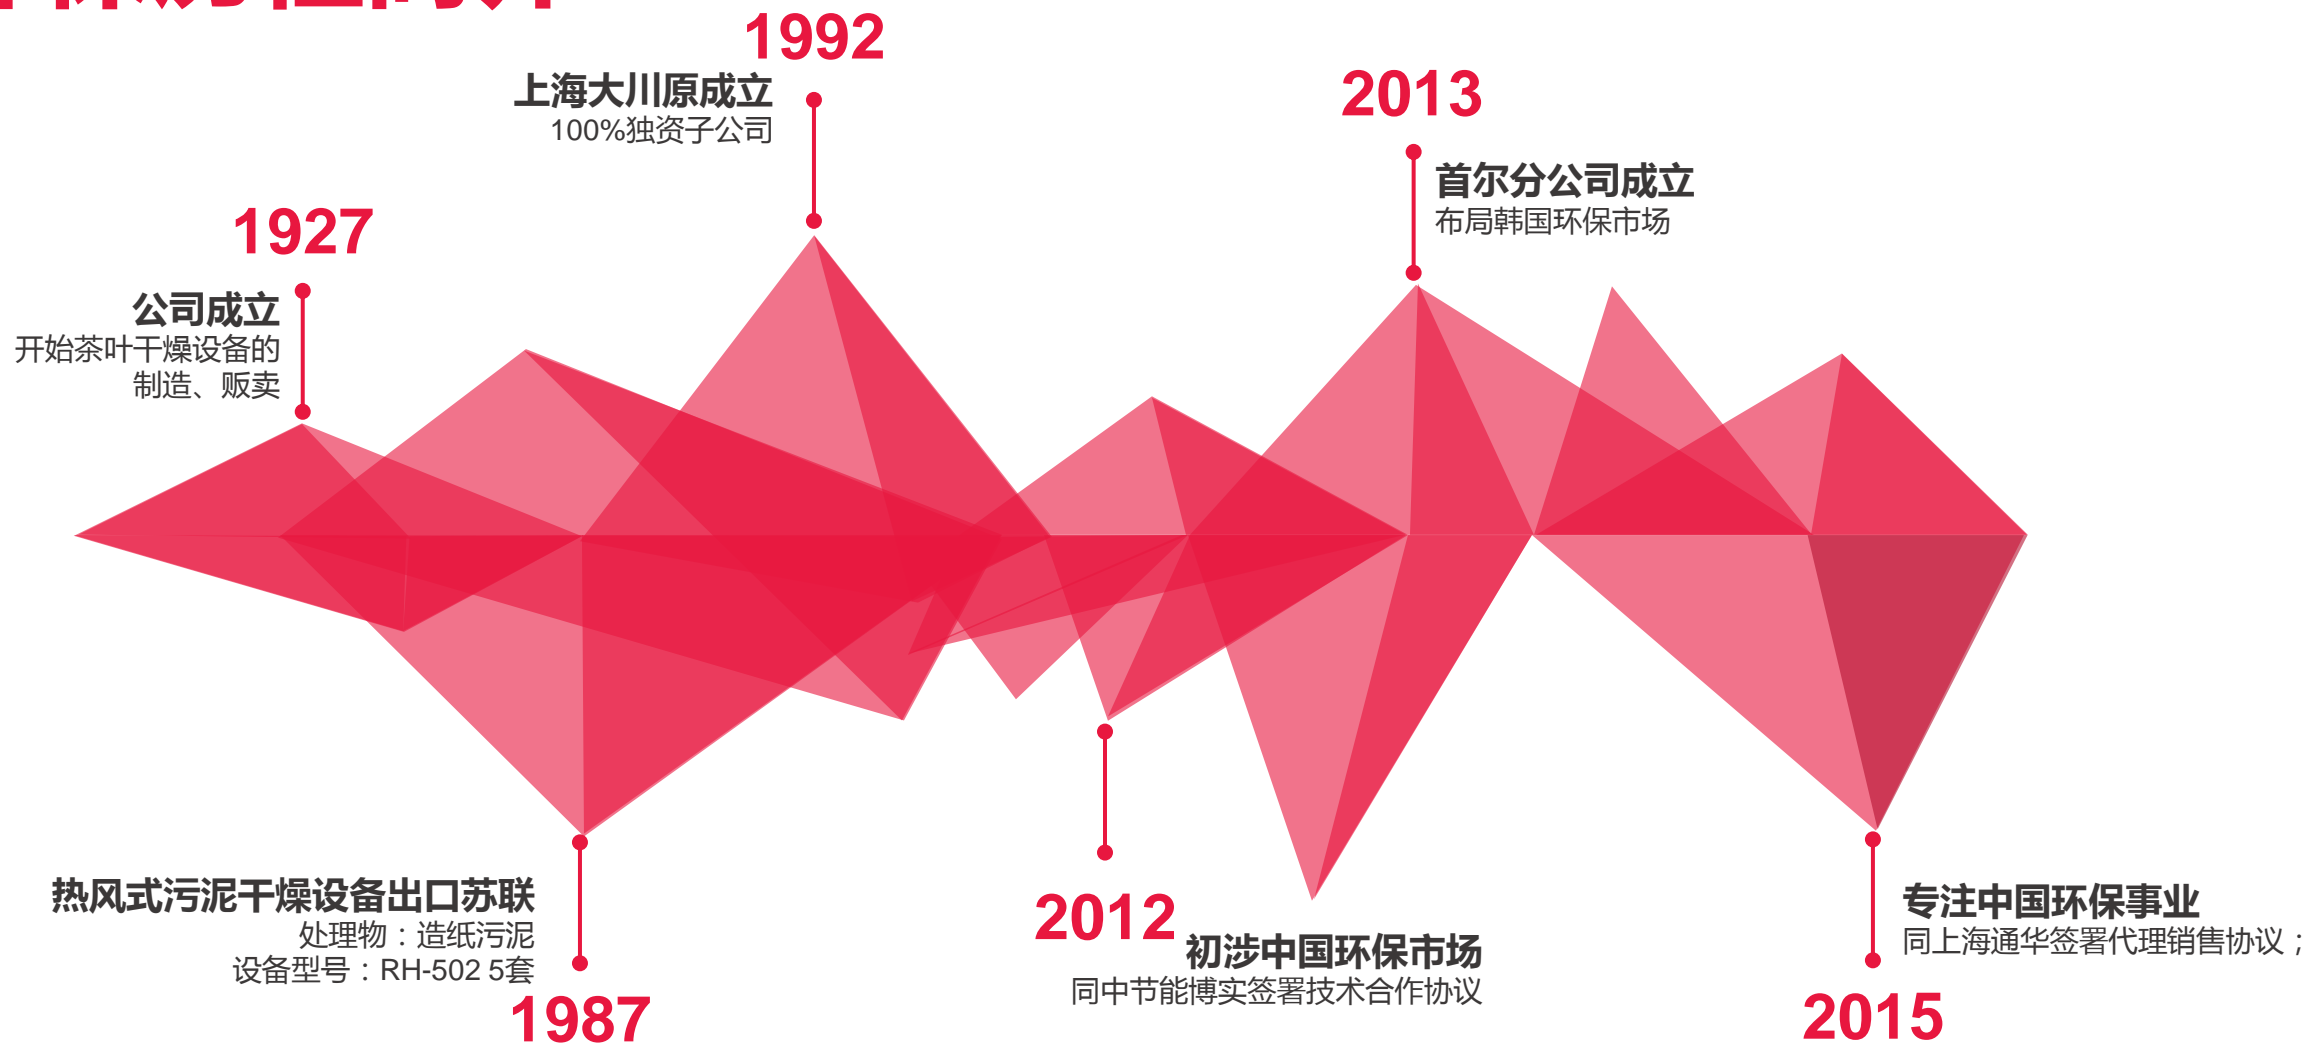 1992
上海大川原成立
100%独资子公司
2013
首尔分公司成立
布局韩国环保市场
1927
公司成立
开始茶叶干燥设备的
制造、贩卖
热风式污泥干燥设备出口苏联
处理物：造纸污泥
设备型号：RH-502 5套
1987
2012
初涉中国环保市场
同中节能博实签署技术合作协议
专注中国环保事业
同上海通华签署代理销售协议；
2015